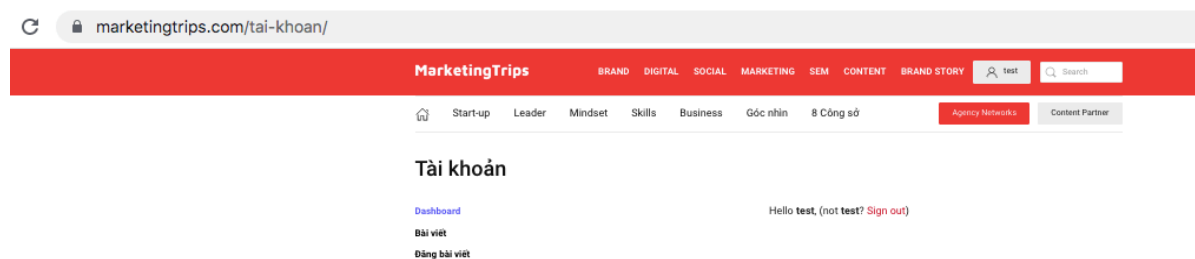 marketingtrips.com/tai-khoan/
MarketingTrips BRAND DIGITAL SOCIAL MARKETING SEM CONTENT BRAND STORY test Search
Start-up Leader Mindset Skills Business Góc nhìn 8 Công sở Agency Networks Content Partner
Tài khoản
Dashboard Hello test, (not test? Sign out)
Bài viết
Đăng bài viết